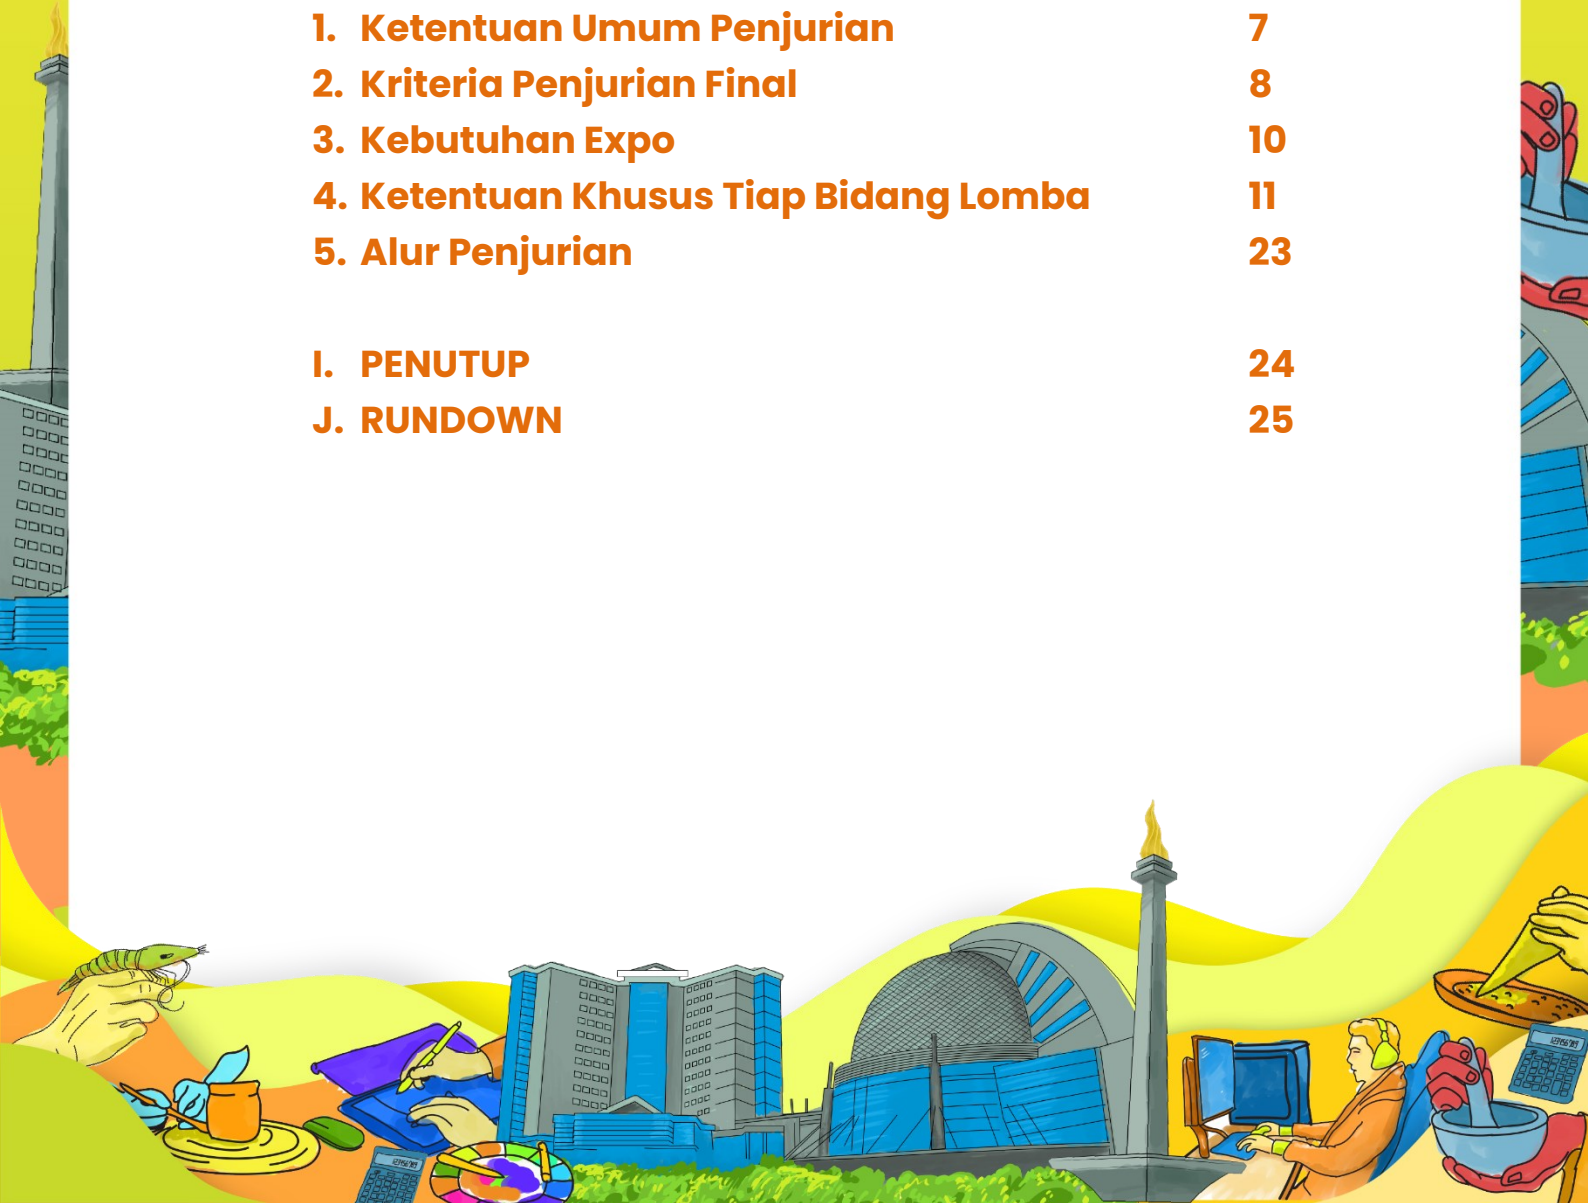 1. Ketentuan Umum Penjurian 7
2. Kriteria Penjurian Final 8
3. Kebutuhan Expo 10
4. Ketentuan Khusus Tiap Bidang Lomba 11
5. Alur Penjurian 23
I. PENUTUP 24
J. RUNDOWN 25